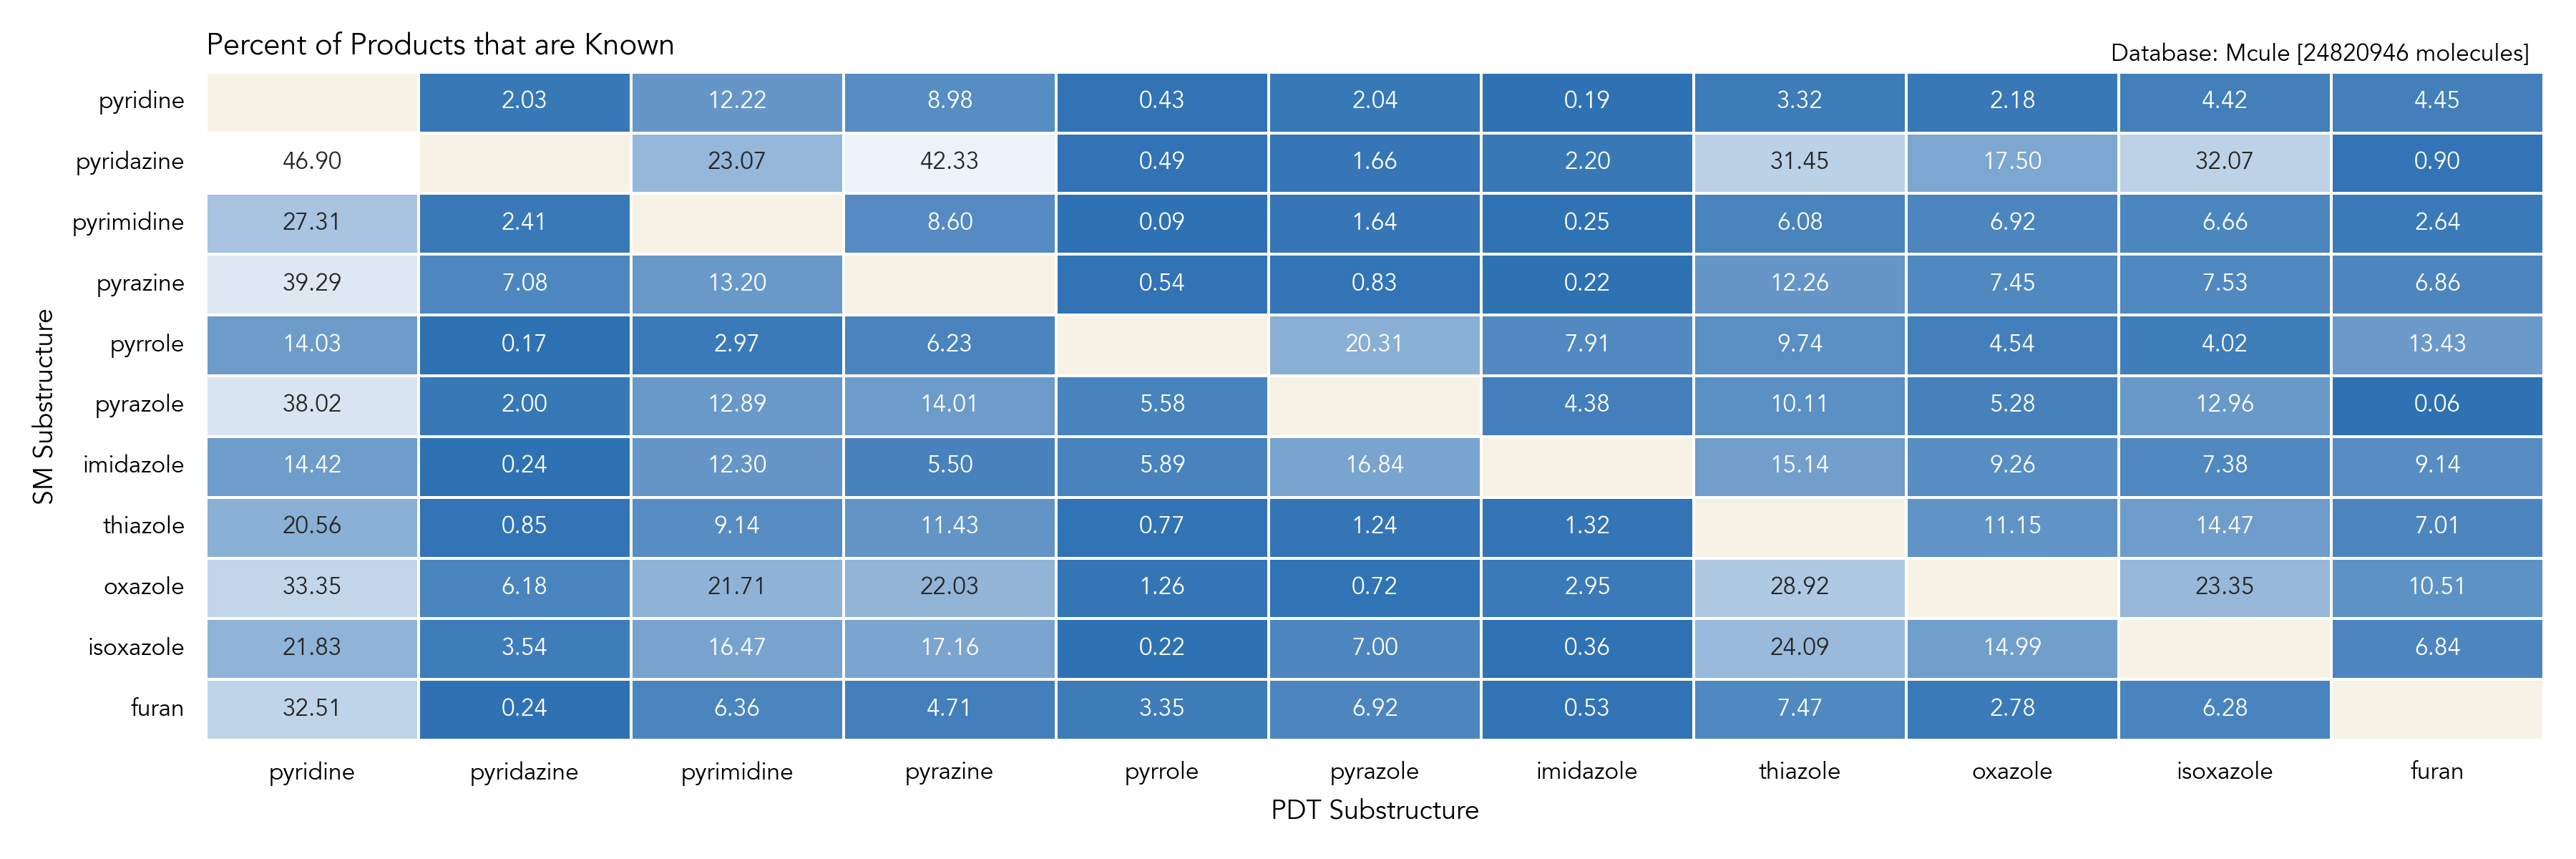 Percent of Products that are Known
Database: Mcule [24820946 molecules]
pyridine 2.03 12.22 8.98 0.43 2.04 0.19 3.32 2.18 4.42 4.45
pyridazine 46.90 23.07 42.33 0.49 1.66 2.20 31.45 17.50 32.07 0.90
pyrimidine 27.31 2.41 8.60 0.09 1.64 0.25 6.08 6.92 6.66 2.64
pyrazine 39.29 7.08 13.20 0.54 0.83 0.22 12.26 7.45 7.53 6.86
pyrrole 14.03 0.17 2.97 6.23 20.31 7.91 9.74 4.54 4.02 13.43
pyrazole 38.02 2.00 12.89 14.01 5.58 4.38 10.11 5.28 12.96 0.06
imidazole 14.42 0.24 12.30 5.50 5.89 16.84 15.14 9.26 7.38 9.14
thiazole 20.56 0.85 9.14 11.43 0.77 1.24 1.32 11.15 14.47 7.01
oxazole 33.35 6.18 21.71 22.03 1.26 0.72 2.95 28.92 23.35 10.51
isoxazole 21.83 3.54 16.47 17.16 0.22 7.00 0.36 24.09 14.99 6.84
furan 32.51 0.24 6.36 4.71 3.35 6.92 0.53 7.47 2.78 6.28
SM Substructure
pyridine pyridazine pyrimidine pyrazine pyrrole pyrazole imidazole thiazole oxazole isoxazole furan
PDT Substructure